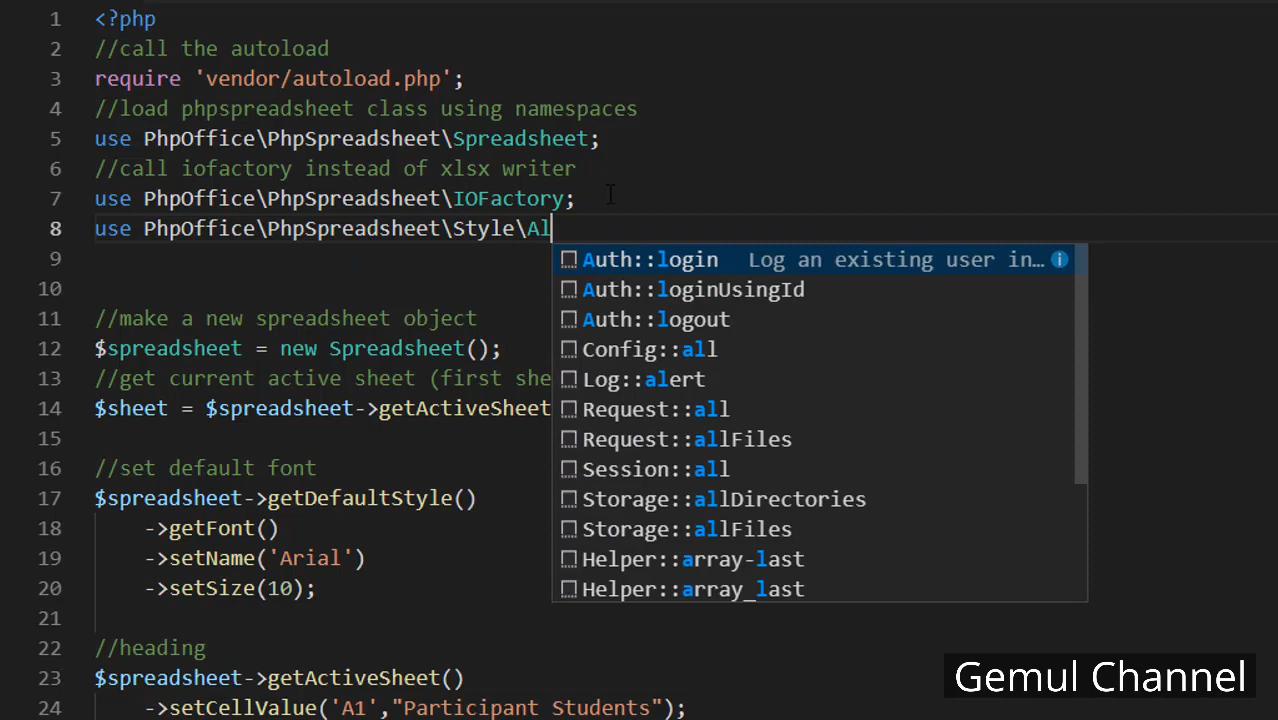 1 <?php
2 //call the autoload
3 require 'vendor/autoload.php';
4 //load phpspreadsheet class using namespaces
5 use PhpOffice\PhpSpreadsheet\Spreadsheet;
6 //call iofactory instead of xlsx writer
7 use PhpOffice\PhpSpreadsheet\IOFactory;
8 use PhpOffice\PhpSpreadsheet\Style\Al
9 Auth::login Log an existing user in…
10 Auth::loginUsingId
11 //make a new spreadsheet object Auth::logout
12 $spreadsheet = new Spreadsheet(); Config::all
13 //get current active sheet (first she Log::alert
14 $sheet = $spreadsheet->getActiveSheet Request::all
15 Request::allFiles
16 //set default font Session::all
17 $spreadsheet->getDefaultStyle() Storage::allDirectories
18 ->getFont() Storage::allFiles
19 ->setName('Arial') Helper::array-last
20 ->setSize(10); Helper::array_last
21
22 //heading
23 $spreadsheet->getActiveSheet()
24 ->setCellValue('A1',"Participant Students");
Gemul Channel